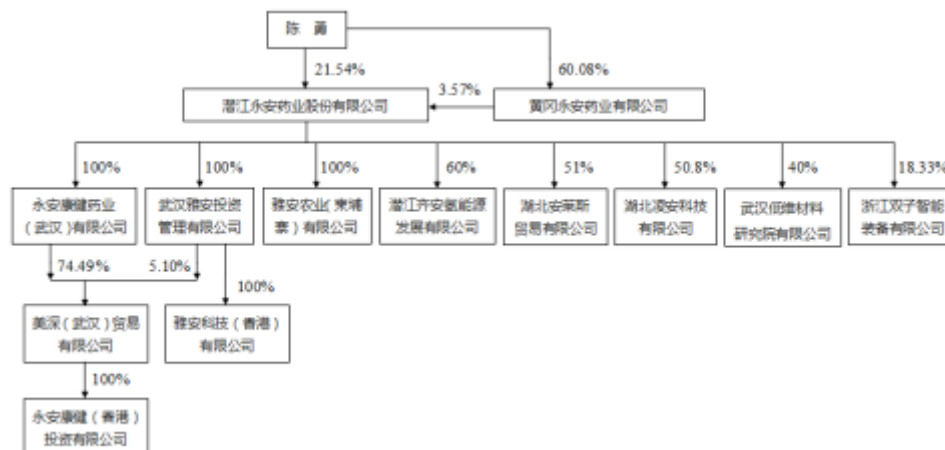 陈 勇
21.54%
60.08%
3.57%
潜江永安药业股份有限公司
黄冈永安药业有限公司
100%
100%
100%
60%
51%
50.8%
40%
18.33%
永安康健药业
（武汉）有限公司
武汉雅安投资
管理有限公司
雅安农业(柬埔
寨）有限公司
潜江齐安氢能源
发展有限公司
湖北安莱斯
贸易有限公司
湖北凌安科技
有限公司
武汉低维材料
研究院有限公司
浙江双子智能
装备有限公司
74.49%
5.10%
100%
美深（武汉）贸易
有限公司
雅安科技（香港）
有限公司
100%
永安康健（香港）
投资有限公司